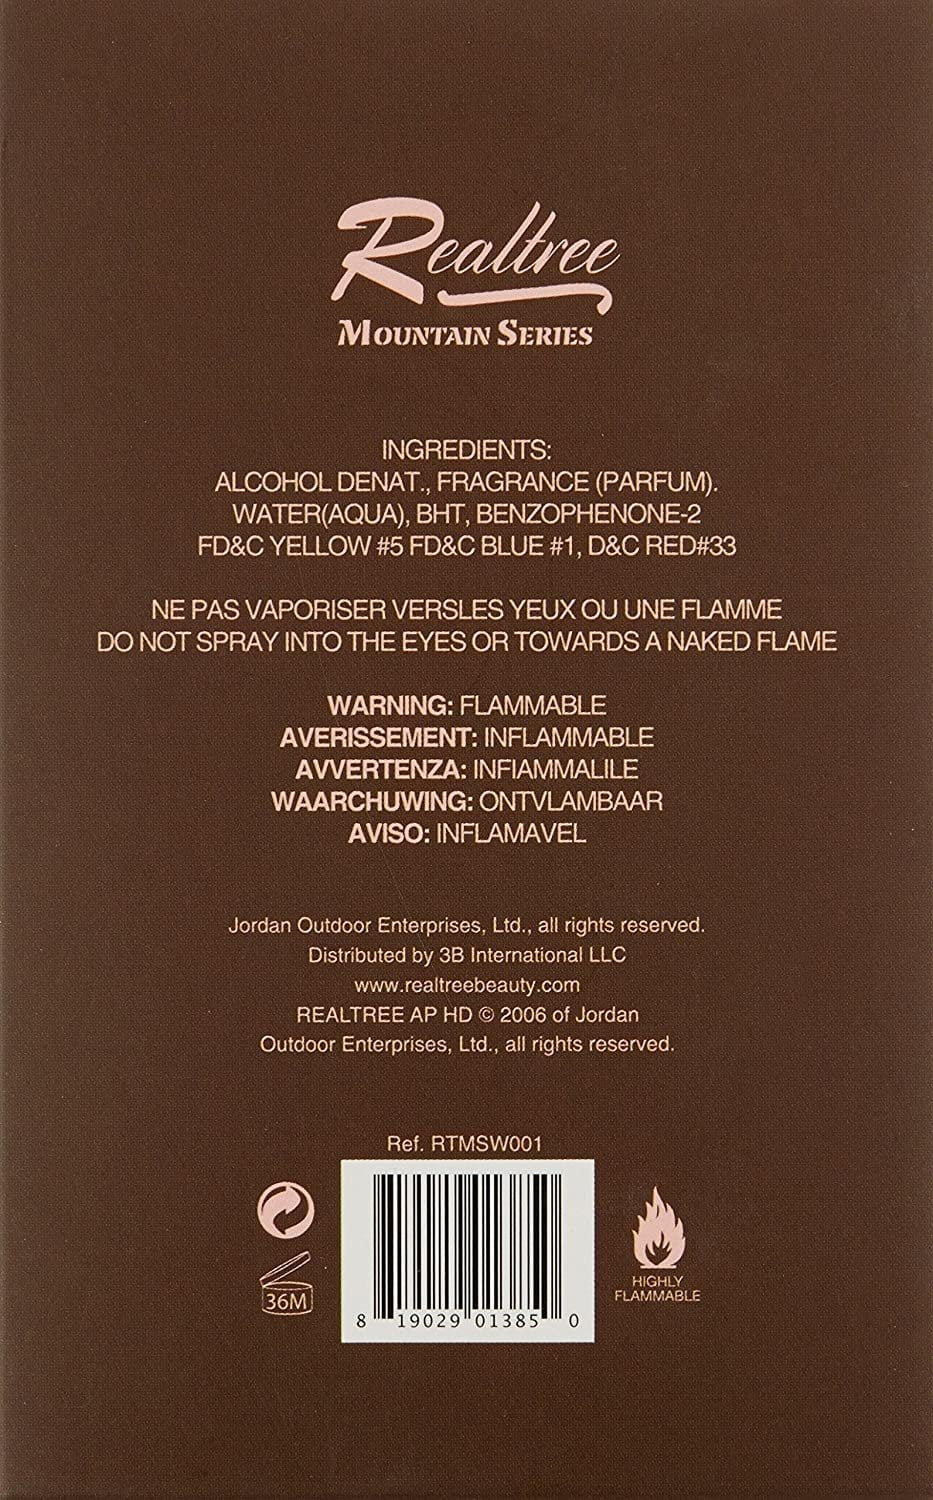 Realtree
MOUNTAIN SERIES
INGREDIENTS:
ALCOHOL DENAT., FRAGRANCE (PARFUM).
WATER(AQUA), BHT, BENZOPHENONE-2
FD&C YELLOW #5 FD&C BLUE #1, D&C RED#33
NE PAS VAPORISER VERSLES YEUX OU UNE FLAMME
DO NOT SPRAY INTO THE EYES OR TOWARDS A NAKED FLAME
WARNING: FLAMMABLE
AVERISSEMENT: INFLAMMABLE
AVVERTENZA: INFIAMMALILE
WAARCHUWING: ONTVLAMBAAR
AVISO: INFLAMAVEL
Jordan Outdoor Enterprises, Ltd., all rights reserved.
Distributed by 3B International LLC
www.realtreebeauty.com
REALTREE AP HD © 2006 of Jordan
Outdoor Enterprises, Ltd., all rights reserved.
Ref. RTMSW001
36M
8 19029 01385 0
HIGHLY
FLAMMABLE